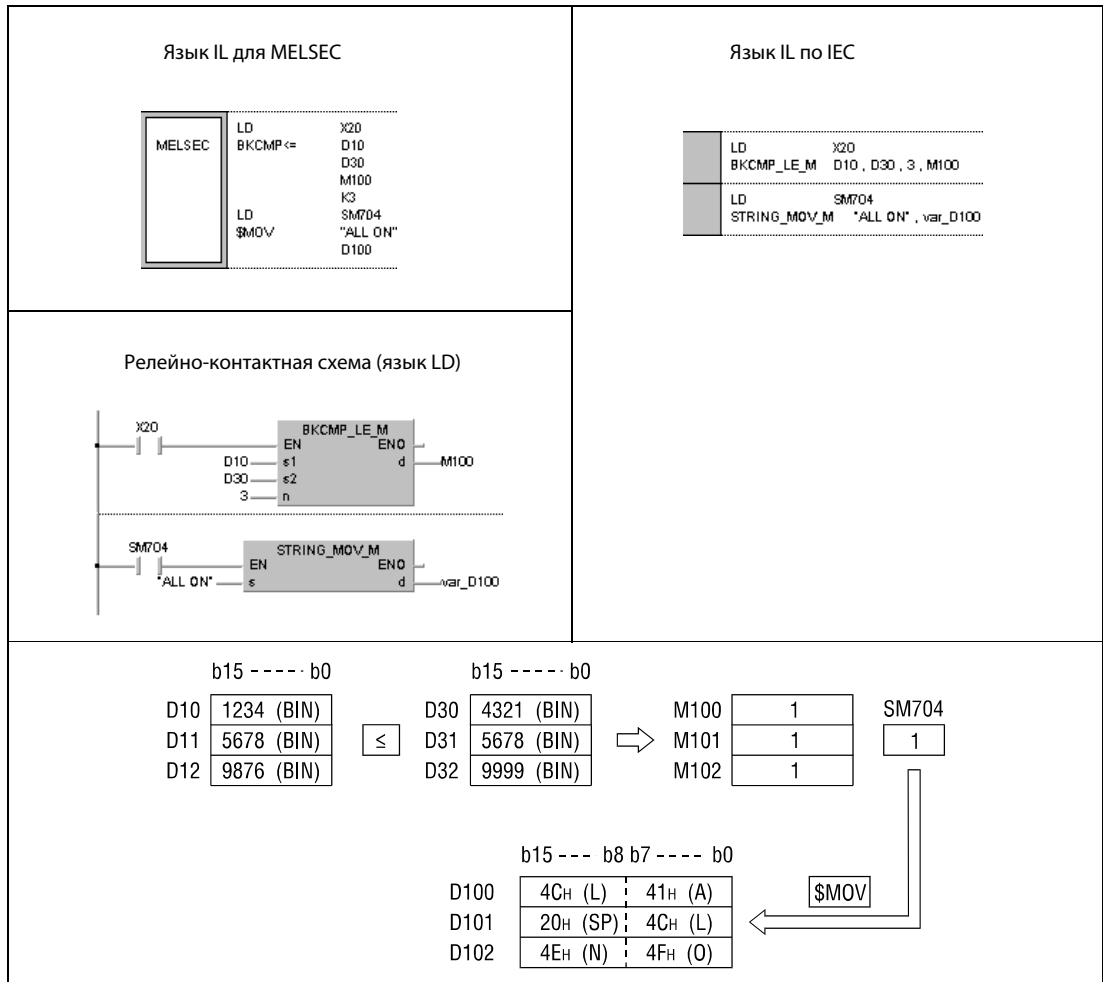 Язык IL для MELSEC
MELSEC
LD X20
BKCMP<= D10
D30
M100
K3
LD SM704
$MOV "ALL ON"
D100
Язык IL по IEC
LD X20
BKCMP_LE_M D10 , D30 , 3 , M100
LD SM704
STRING_MOV_M "ALL ON" , var_D100
Релейно-контактная схема (язык LD)
X20
BKCMP_LE_M
EN ENO
D10 s1 d M100
D30 s2
3 n
SM704
STRING_MOV_M
EN ENO
"ALL ON" s d var_D100
b15 ----- b0 b15 ----- b0
D10 1234 (BIN) D30 4321 (BIN) M100 1 SM704
D11 5678 (BIN) ≤ D31 5678 (BIN) M101 1 1
D12 9876 (BIN) D32 9999 (BIN) M102 1
b15 --- b8 b7 ---- b0
D100 4CH (L) 41H (A) $MOV
D101 20H (SP) 4CH (L)
D102 4EH (N) 4FH (O)